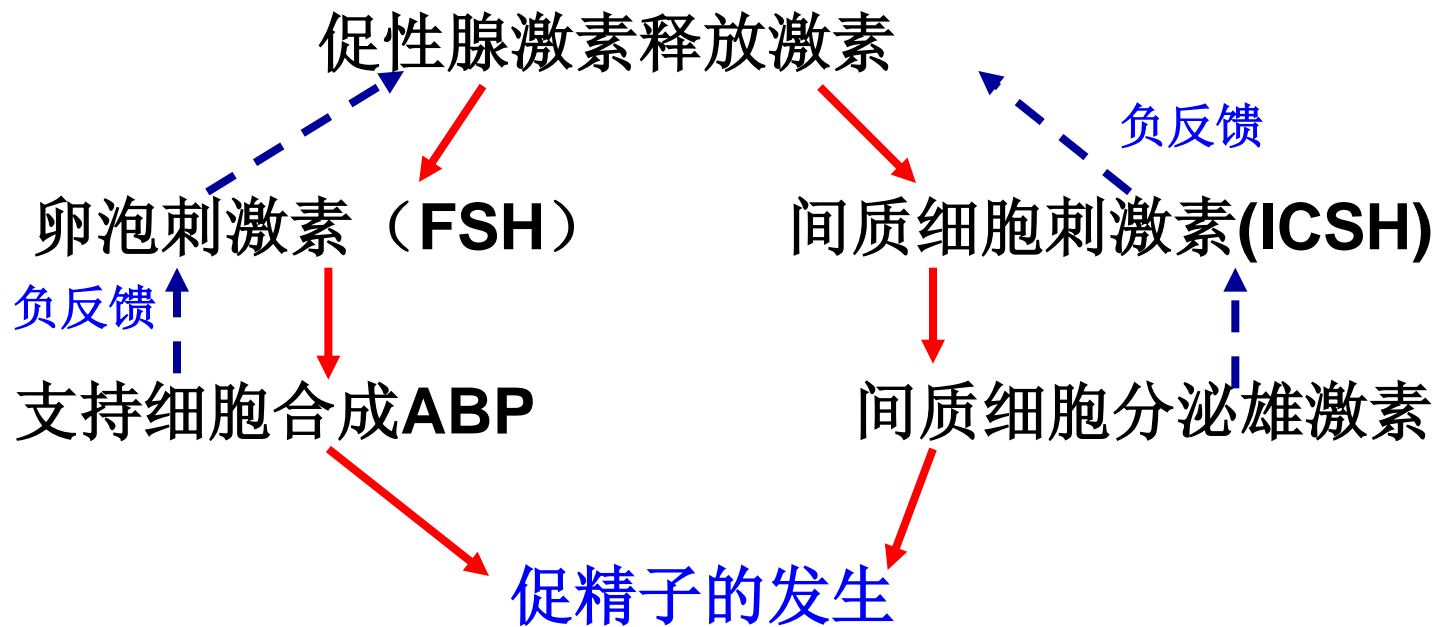 促性腺激素释放激素
负反馈
卵泡刺激素（FSH）
间质细胞刺激素(ICSH)
负反馈
支持细胞合成ABP
间质细胞分泌雄激素
促精子的发生